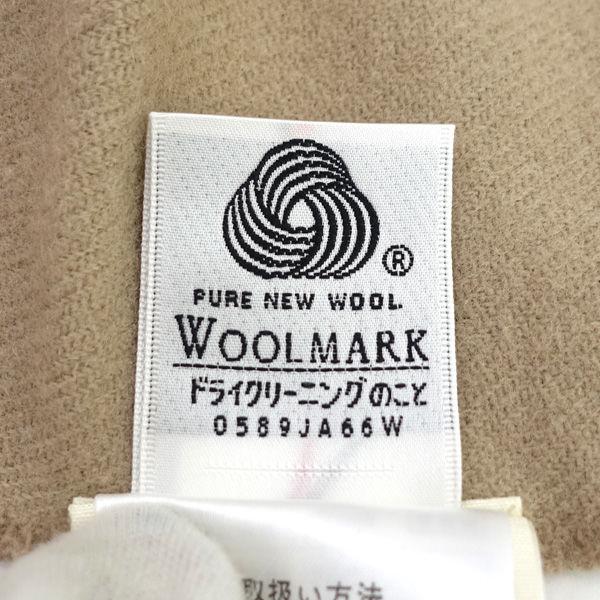 ®
PURE NEW WOOL
WOOLMARK
ドライクリーニングのこと
0589JA66W
取扱い方法